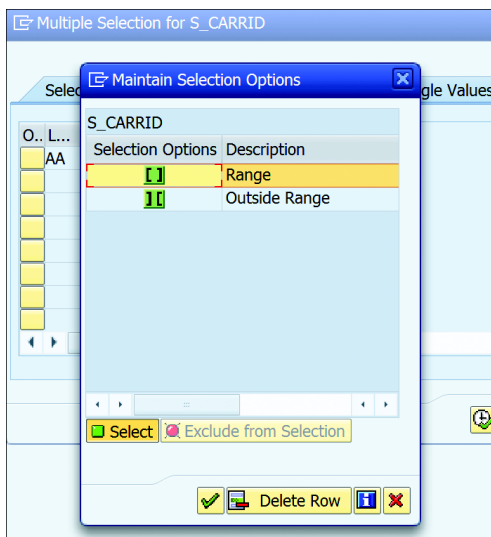 Multiple Selection for S_CARRID
Maintain Selection Options
Selec
gle Values
S_CARRID
O.. L...
Selection Options Description
AA
[ ] Range
] [ Outside Range
Select Exclude from Selection
Delete Row